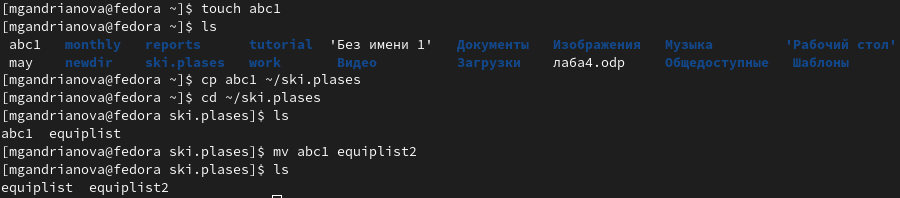 [mgandrianova@fedora ~]$ touch abc1
[mgandrianova@fedora ~]$ ls
abc1 monthly reports tutorial 'Без имени 1' Документы Изображения Музыка 'Рабочий стол'
may newdir ski.plases work Видео Загрузки ла6а4.odp Общедоступные Шаблоны
[mgandrianova@fedora ~]$ cp abc1 ~/ski.plases
[mgandrianova@fedora ~]$ cd ~/ski.plases
[mgandrianova@fedora ski.plases]$ ls
abc1 equiplist
[mgandrianova@fedora ski.plases]$ mv abc1 equiplist2
[mgandrianova@fedora ski.plases]$ ls
equiplist equiplist2